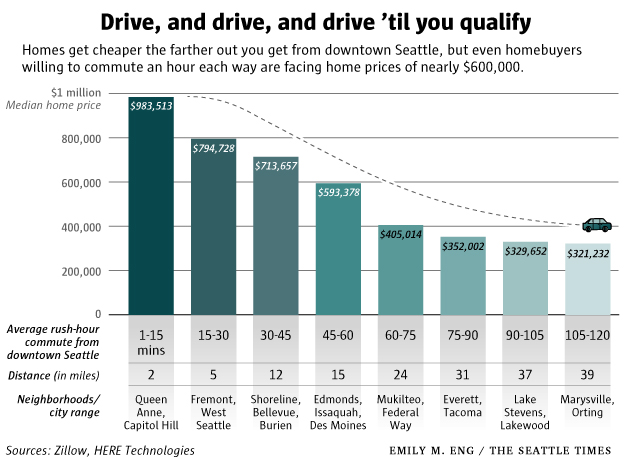 Drive, and drive, and drive ’til you qualify
Homes get cheaper the farther out you get from downtown Seattle, but even homebuyers
willing to commute an hour each way are facing home prices of nearly $600,000.
$1 million
Median home price
800,000
600,000
400,000
200,000
0
$983,513
$794,728
$713,657
$593,378
$405,014
$352,002
$329,652
$321,232
Average rush-hour
commute from
downtown Seattle
1-15
mins
15-30
30-45
45-60
60-75
75-90
90-105
105-120
Distance (in miles)
2
5
12
15
24
31
37
39
Neighborhoods/
city range
Queen
Anne,
Capitol Hill
Fremont,
West
Seattle
Shoreline,
Bellevue,
Burien
Edmonds,
Issaquah,
Des Moines
Mukilteo,
Federal
Way
Everett,
Tacoma
Lake
Stevens,
Lakewood
Marysville,
Orting
Sources: Zillow, HERE Technologies
EMILY M. ENG / THE SEATTLE TIMES